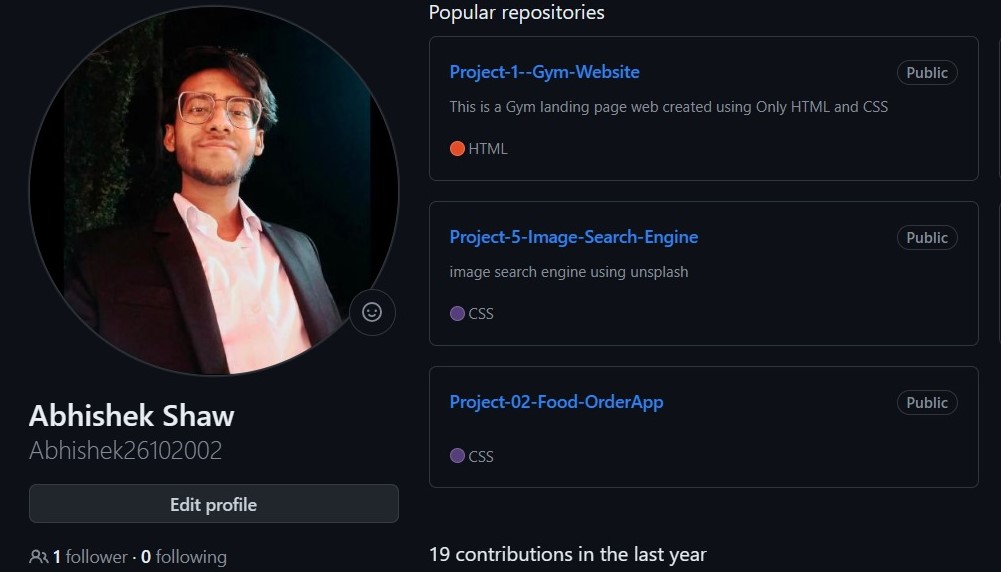 Popular repositories
Project-1--Gym-Website
Public
This is a Gym landing page web created using Only HTML and CSS
HTML
Project-5-Image-Search-Engine
Public
image search engine using unsplash
CSS
Project-02-Food-OrderApp
Public
CSS
Abhishek Shaw
Abhishek26102002
Edit profile
1 follower · 0 following
19 contributions in the last year